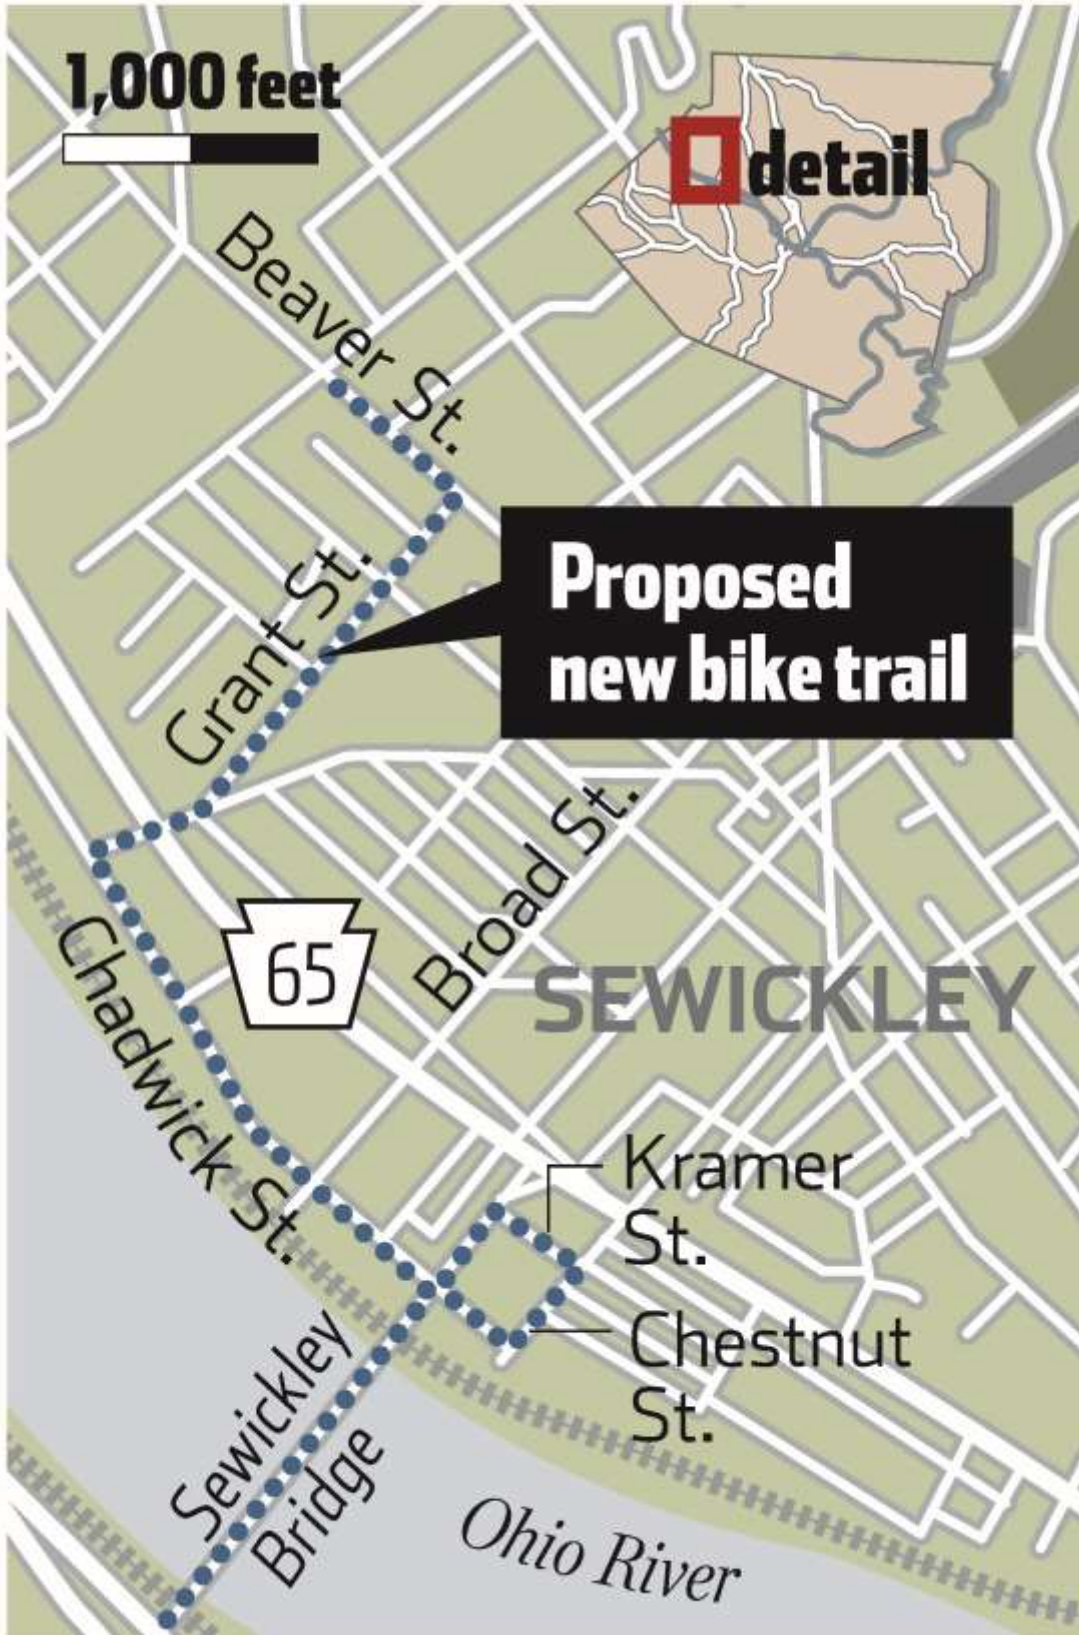 1,000 feet
detail
Beaver St.
Grant St.
Proposed
new bike trail
Broad St.
65
SEWICKLEY
Chadwick St.
Kramer
St.
Chestnut
St.
Sewickley
Bridge
Ohio River